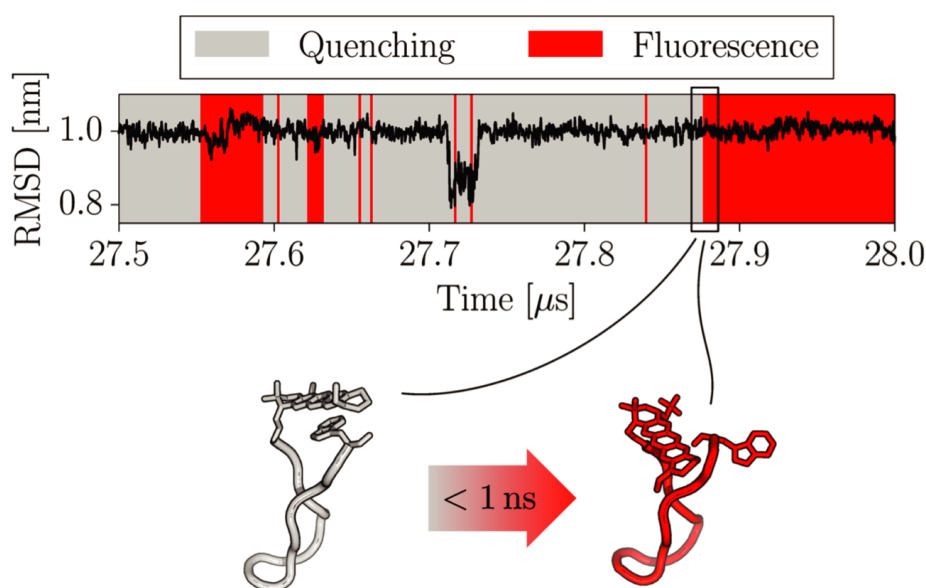 Quenching
Fluorescence
RMSD [nm]
1.0
0.8
27.5 27.6 27.7 27.8 27.9 28.0
Time [μs]
< 1 ns